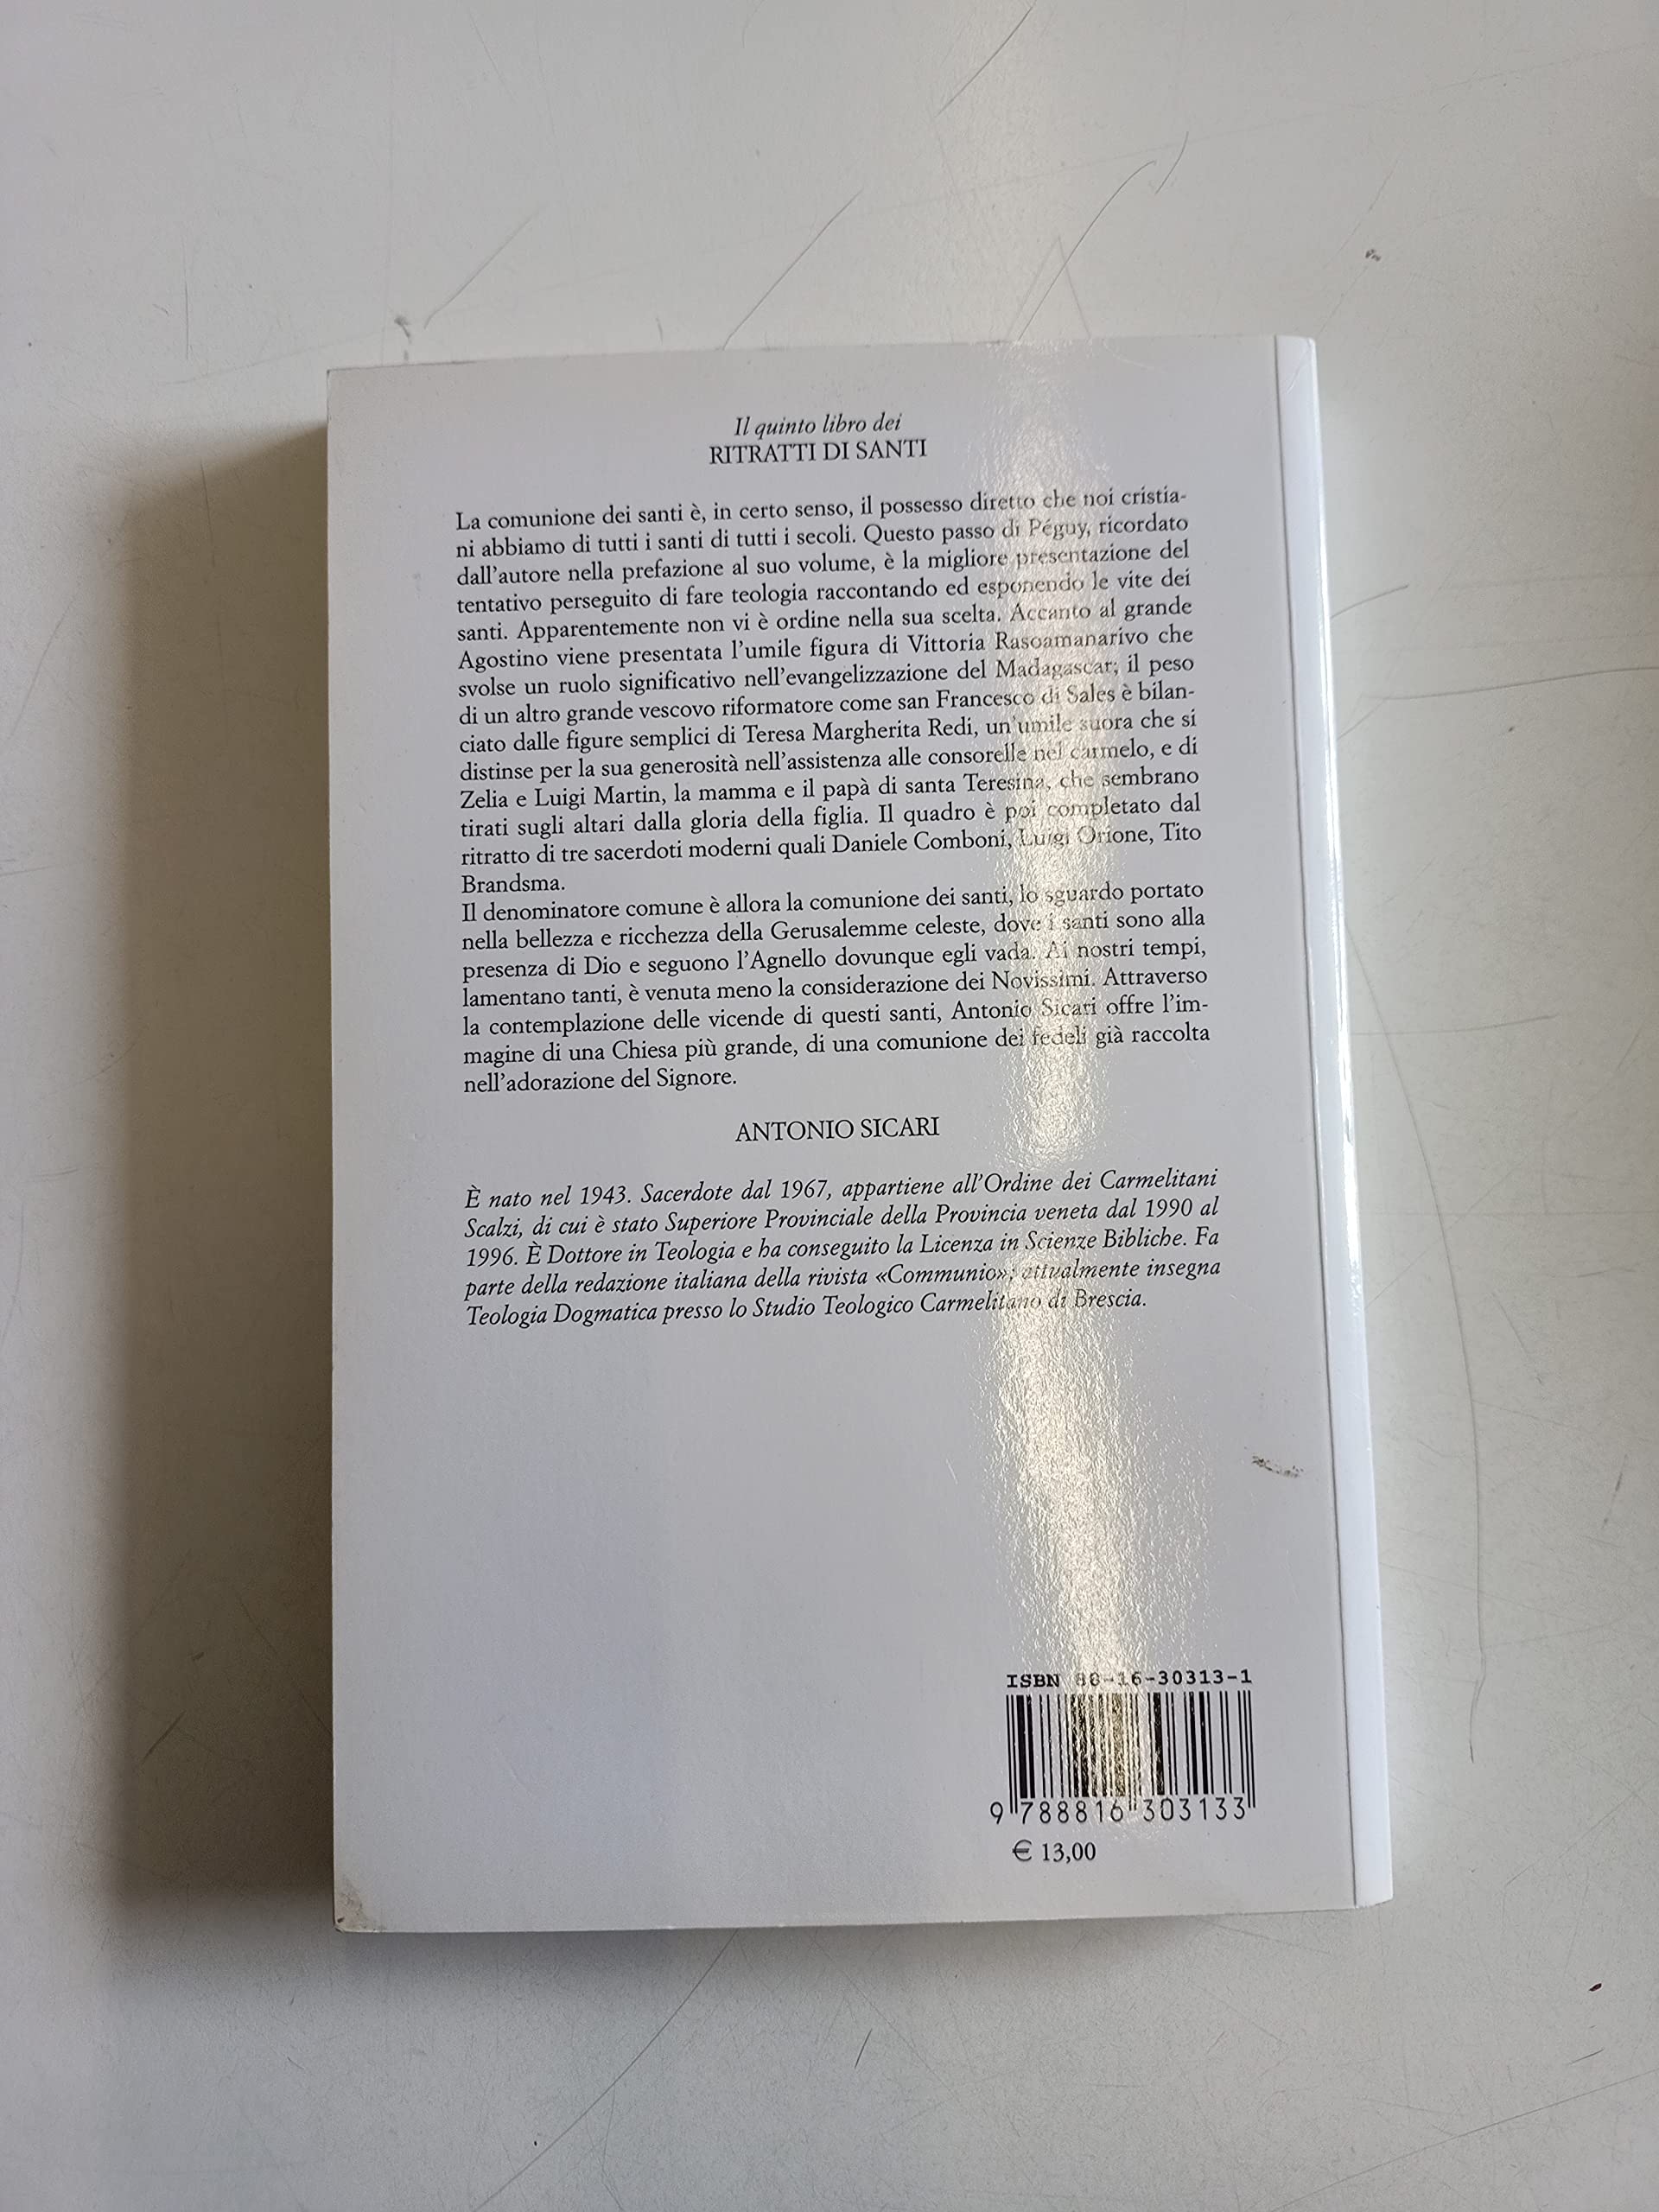 Il quinto libro dei
RITRATTI DI SANTI
La comunione dei santi è, in certo senso, il possesso diretto che noi cristia-
ni abbiamo di tutti i santi di tutti i secoli. Questo passo di Péguy, ricordato
dall'autore nella prefazione al suo volume, è la migliore presentazione del
tentativo perseguito di fare teologia raccontando ed esponendo le vite dei
santi. Apparentemente non vi è ordine nella sua scelta. Accanto al grande
Agostino viene presentata l'umile figura di Vittoria Rasoamanarivo che
svolse un ruolo significativo nell'evangelizzazione del Madagascar; il peso
di un altro grande vescovo riformatore come san Francesco di Sales è bilan-
ciato dalle figure semplici di Teresa Margherita Redi, un'umile suora che si
distinse per la sua generosità nell'assistenza alle consorelle nel carmelo, e di
Zelia e Luigi Martin, la mamma e il papà di santa Teresina, che sembrano
tirati sugli altari dalla gloria della figlia. Il quadro è poi completato dal
ritratto di tre sacerdoti moderni quali Daniele Comboni, Luigi Orione, Tito
Brandsma.
Il denominatore comune è allora la comunione dei santi, lo sguardo portato
nella bellezza e ricchezza della Gerusalemme celeste, dove i santi sono alla
presenza di Dio e seguono l'Agnello dovunque egli vada. Ai nostri tempi,
lamentano tanti, è venuta meno la considerazione dei Novissimi. Attraverso
la contemplazione delle vicende di questi santi, Antonio Sicari offre l'im-
magine di una Chiesa più grande, di una comunione dei fedeli già raccolta
nell'adorazione del Signore.
ANTONIO SICARI
È nato nel 1943. Sacerdote dal 1967, appartiene all'Ordine dei Carmelitani
Scalzi, di cui è stato Superiore Provinciale della Provincia veneta dal 1990 al
1996. È Dottore in Teologia e ha conseguito la Licenza in Scienze Bibliche. Fa
parte della redazione italiana della rivista «Communio»; attualmente insegna
Teologia Dogmatica presso lo Studio Teologico Carmelitano di Brescia.
ISBN 88-16-30313-1
9 788816 303133
€ 13,00